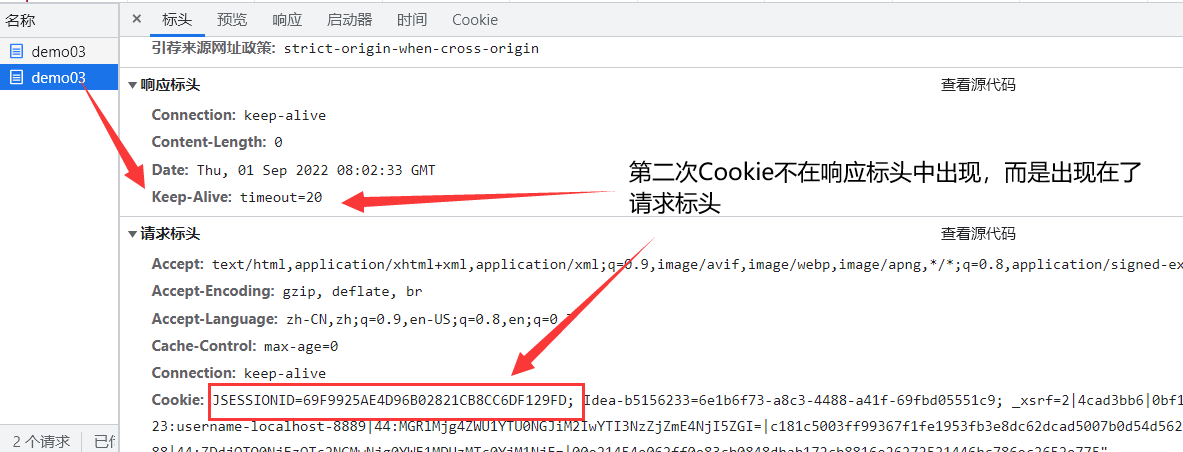 名称
× 标头 预览 响应 启动器 时间 Cookie
demo03
demo03
引荐来源网址政策: strict-origin-when-cross-origin
▼响应标头 查看源代码
Connection: keep-alive
Content-Length: 0
Date: Thu, 01 Sep 2022 08:02:33 GMT
Keep-Alive: timeout=20
第二次Cookie不在响应标头中出现，而是出现在了
请求标头
▼请求标头 查看源代码
Accept: text/html,application/xhtml+xml,application/xml;q=0.9,image/avif,image/webp,image/apng,*/*;q=0.8,application/signed-ex
Accept-Encoding: gzip, deflate, br
Accept-Language: zh-CN,zh;q=0.9,en-US;q=0.8,en;q=0
Cache-Control: max-age=0
Connection: keep-alive
Cookie: JSESSIONID=69F9925AE4D96B02821CB8CC6DF129FD; Idea-b5156233=6e1b6f73-a8c3-4488-a41f-69fbd05551c9; _xsrf=2|4cad3bb6|0bf1
23:username-localhost-8889|44:MGRlMjg4ZWU1YTU0NGJiM2IwYTI3NzZjZmE4NjI5ZGI=|c181c5003ff99367f1fe1953fb3e8dc62dcad5007b0d54d562
2 个请求 已传